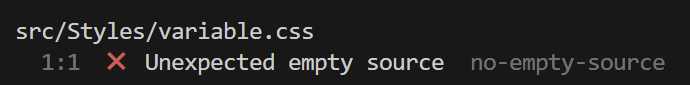 src/Styles/variable.css
1:1 ✖ Unexpected empty source no-empty-source